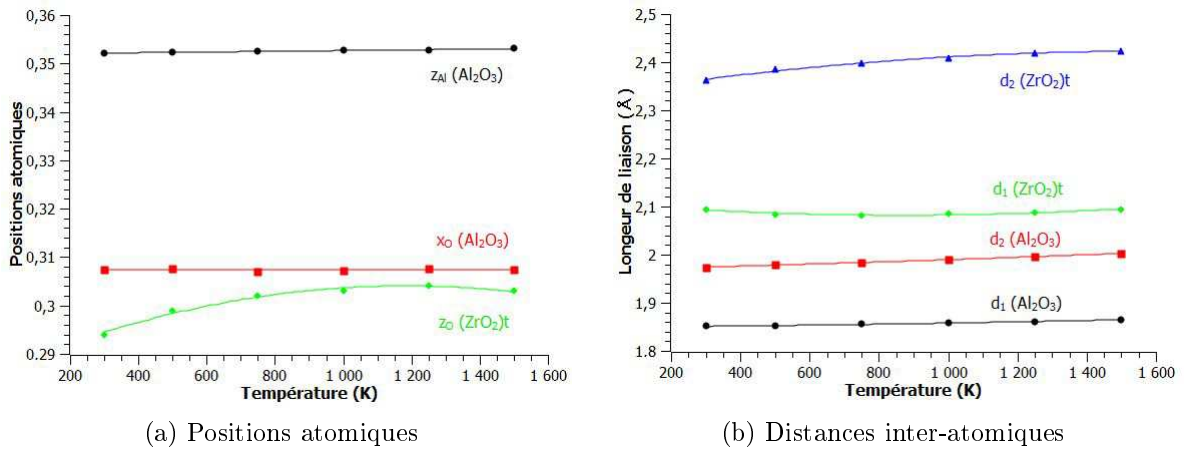 0,36
0,35
0,34
0,33
0,32
0,31
0,3
0.29
Positions atomiques
z_Al (Al₂O₃)
x_O (Al₂O₃)
z_O (ZrO₂)t
200 400 600 800 1 000 1 200 1 400 1 600
Température (K)
(a) Positions atomiques
2,5
2,4
2,3
2,2
2,1
2
1,9
1.8
Longeur de liaison (Å)
d₂ (ZrO₂)t
d₁ (ZrO₂)t
d₂ (Al₂O₃)
d₁ (Al₂O₃)
200 400 600 800 1 000 1 200 1 400 1 600
Température (K)
(b) Distances inter-atomiques